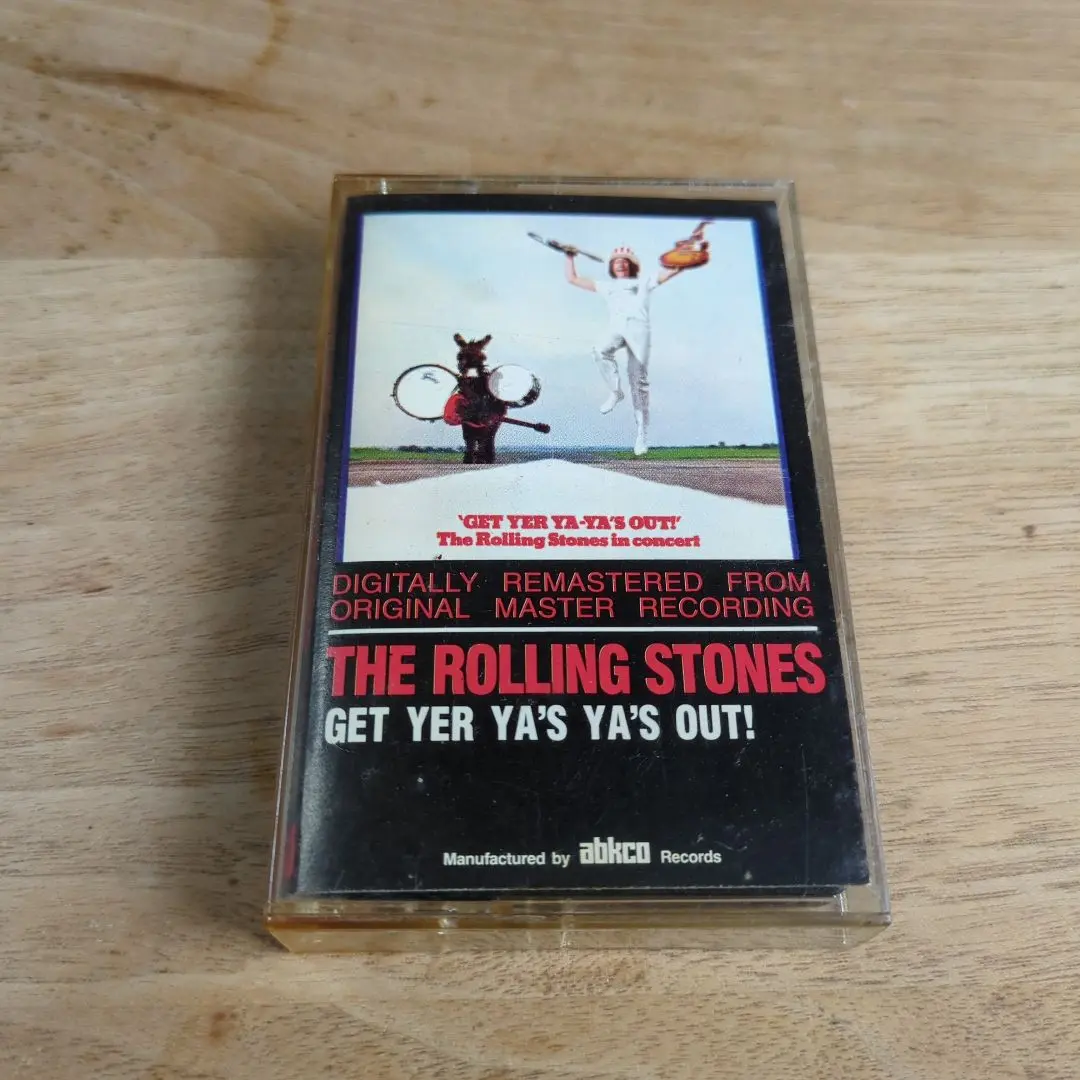 'GET YER YA-YA'S OUT!'
The Rolling Stones in concert
DIGITALLY REMASTERED FROM
ORIGINAL MASTER RECORDING
THE ROLLING STONES
GET YER YA'S YA'S OUT!
Manufactured by abkco Records